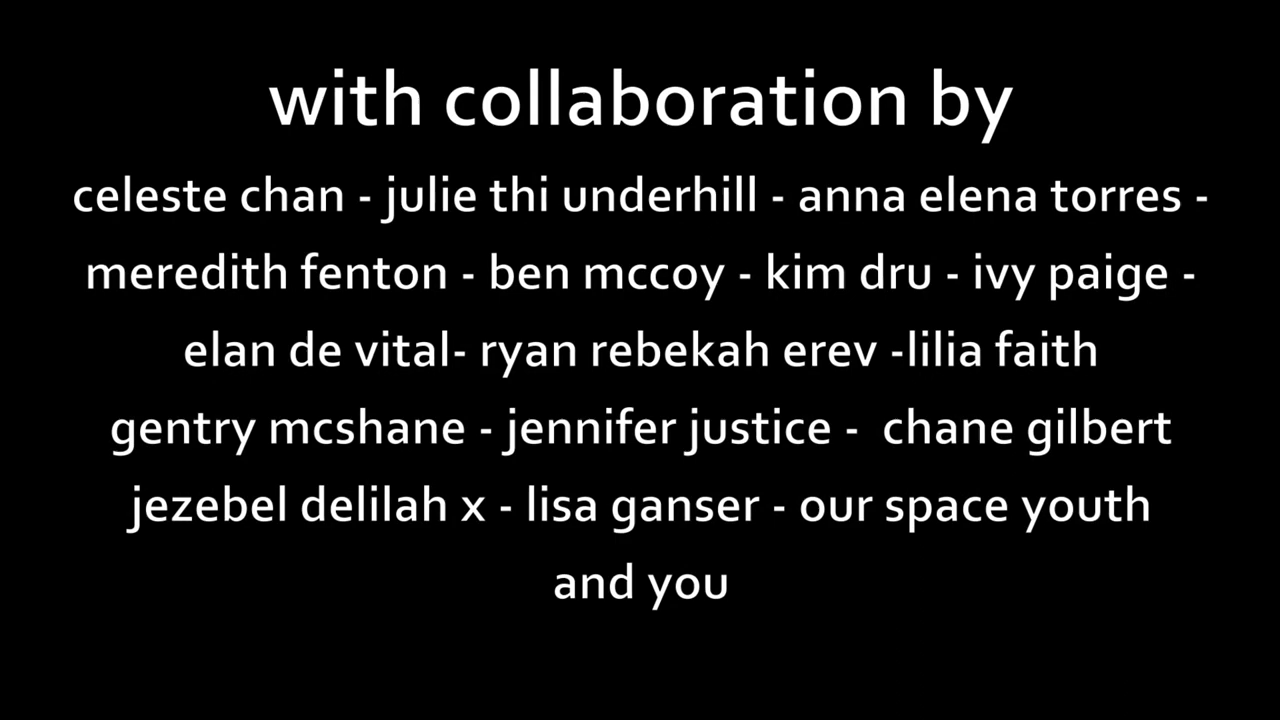 with collaboration by
celeste chan - julie thi underhill - anna elena torres -
meredith fenton - ben mccoy - kim dru - ivy paige -
elan de vital- ryan rebekah erev -lilia faith
gentry mcshane - jennifer justice -  chane gilbert
jezebel delilah x - lisa ganser - our space youth
and you